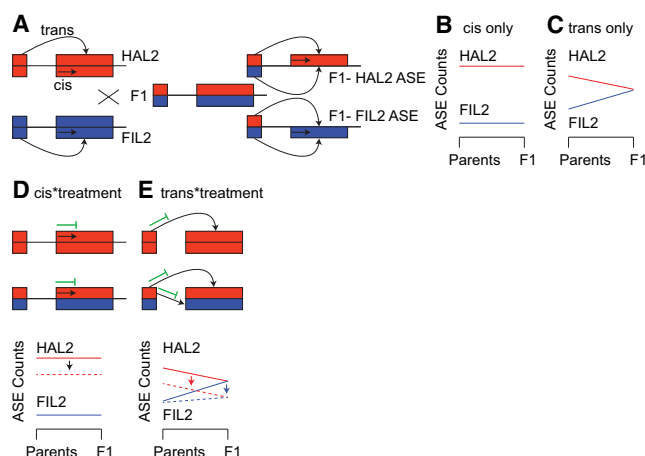 A
trans
HAL2
cis
F1
FIL2
F1- HAL2 ASE
F1- FIL2 ASE
B cis only
ASE Counts
HAL2
FIL2
Parents F1
C trans only
ASE Counts
HAL2
FIL2
Parents F1
D cis*treatment
ASE Counts
HAL2
FIL2
Parents F1
E trans*treatment
ASE Counts
HAL2
FIL2
Parents F1